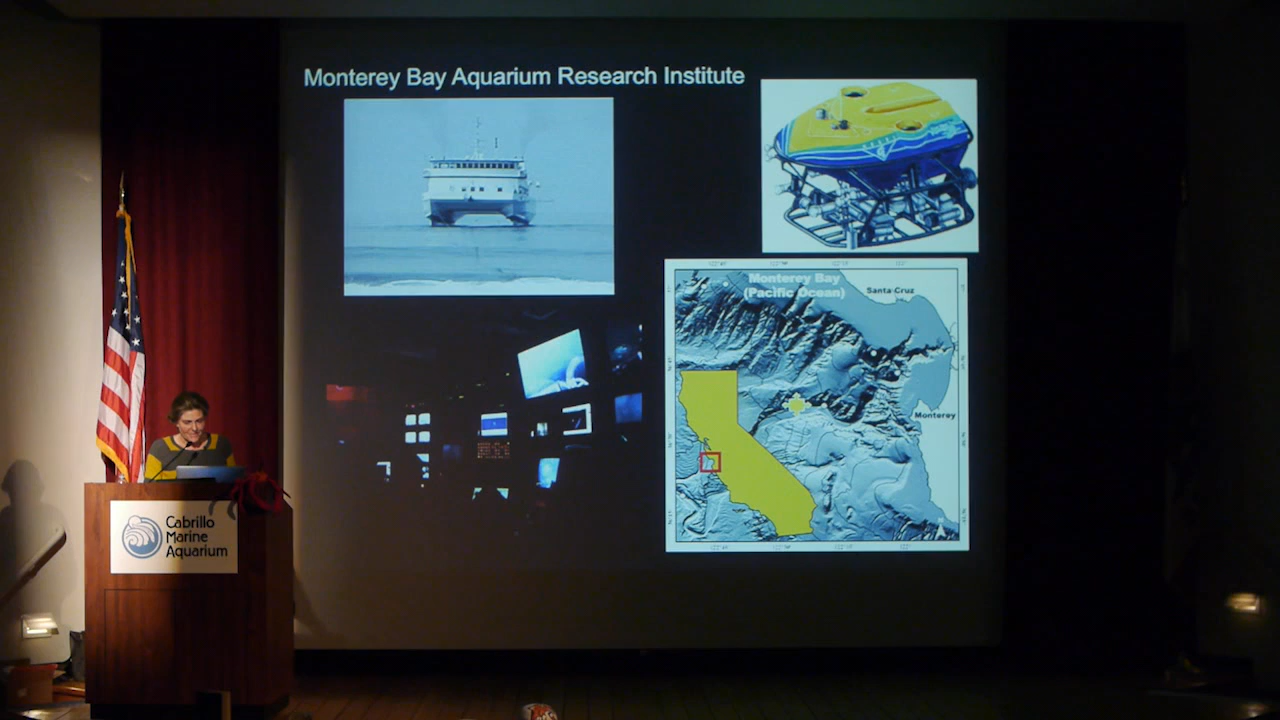 Monterey Bay Aquarium Research Institute
Monterey Bay
(Pacific Ocean)
Santa Cruz
Monterey
Cabrillo
Marine
Aquarium